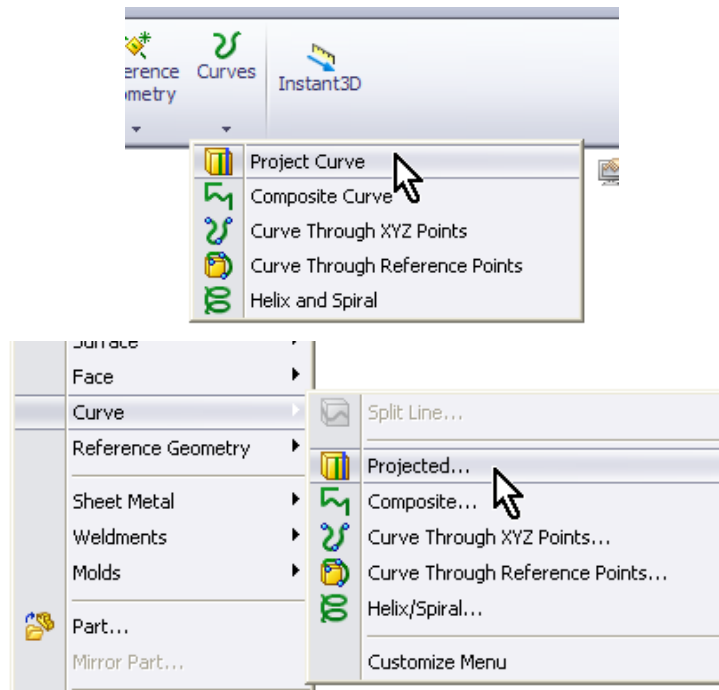 erence
ometry
Curves
Instant3D
Project Curve
Composite Curve
Curve Through XYZ Points
Curve Through Reference Points
Helix and Spiral
Surface
Face
Curve
Reference Geometry
Sheet Metal
Weldments
Molds
Part...
Mirror Part...
Split Line...
Projected...
Composite...
Curve Through XYZ Points...
Curve Through Reference Points...
Helix/Spiral...
Customize Menu